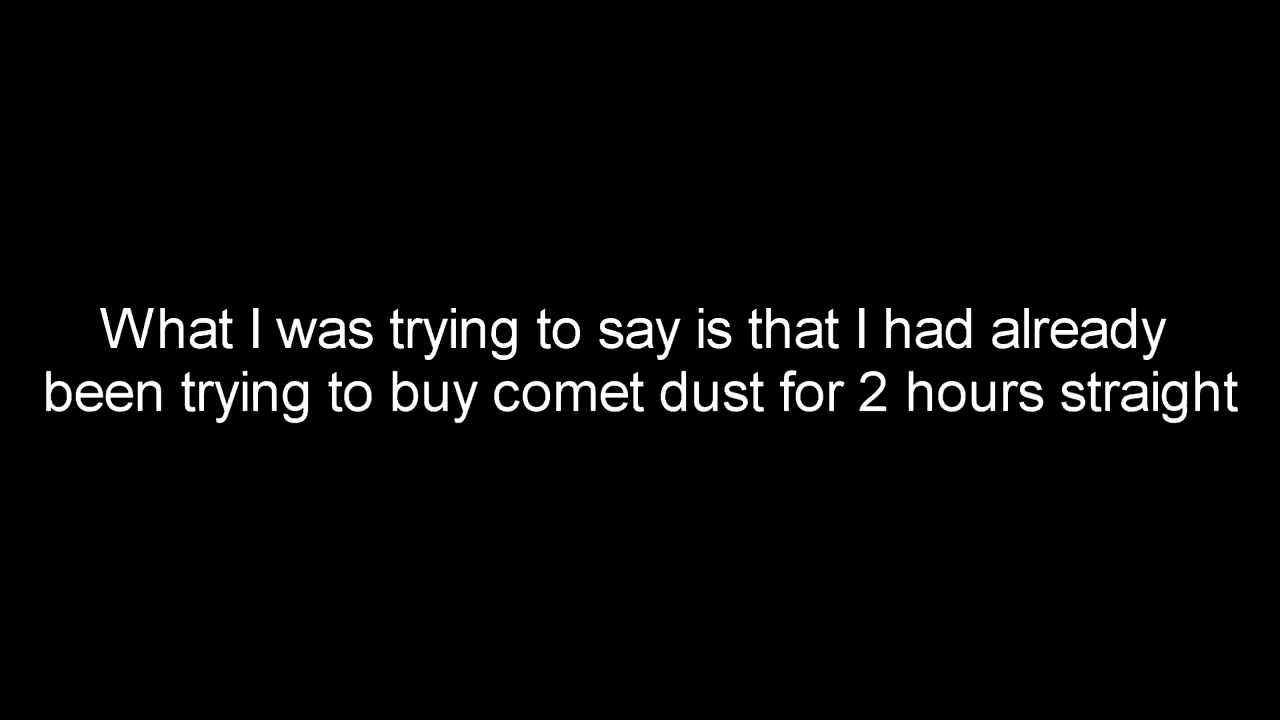 What I was trying to say is that I had already
been trying to buy comet dust for 2 hours straight